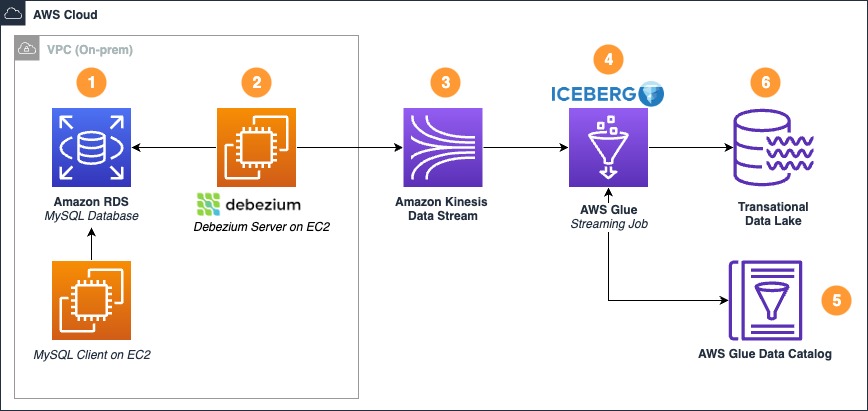 AWS Cloud
VPC (On-prem)
1
2
3
4
6
ICEBERG
Amazon RDS
MySQL Database
debezium
Debezium Server on EC2
Amazon Kinesis
Data Stream
AWS Glue
Streaming Job
Transational
Data Lake
MySQL Client on EC2
5
AWS Glue Data Catalog